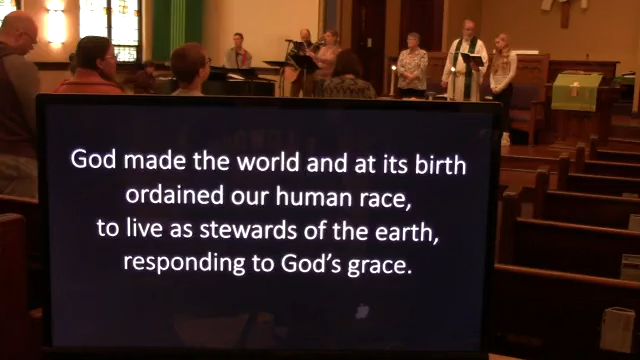 God made the world and at its birth
ordained our human race,
to live as stewards of the earth,
responding to God's grace.